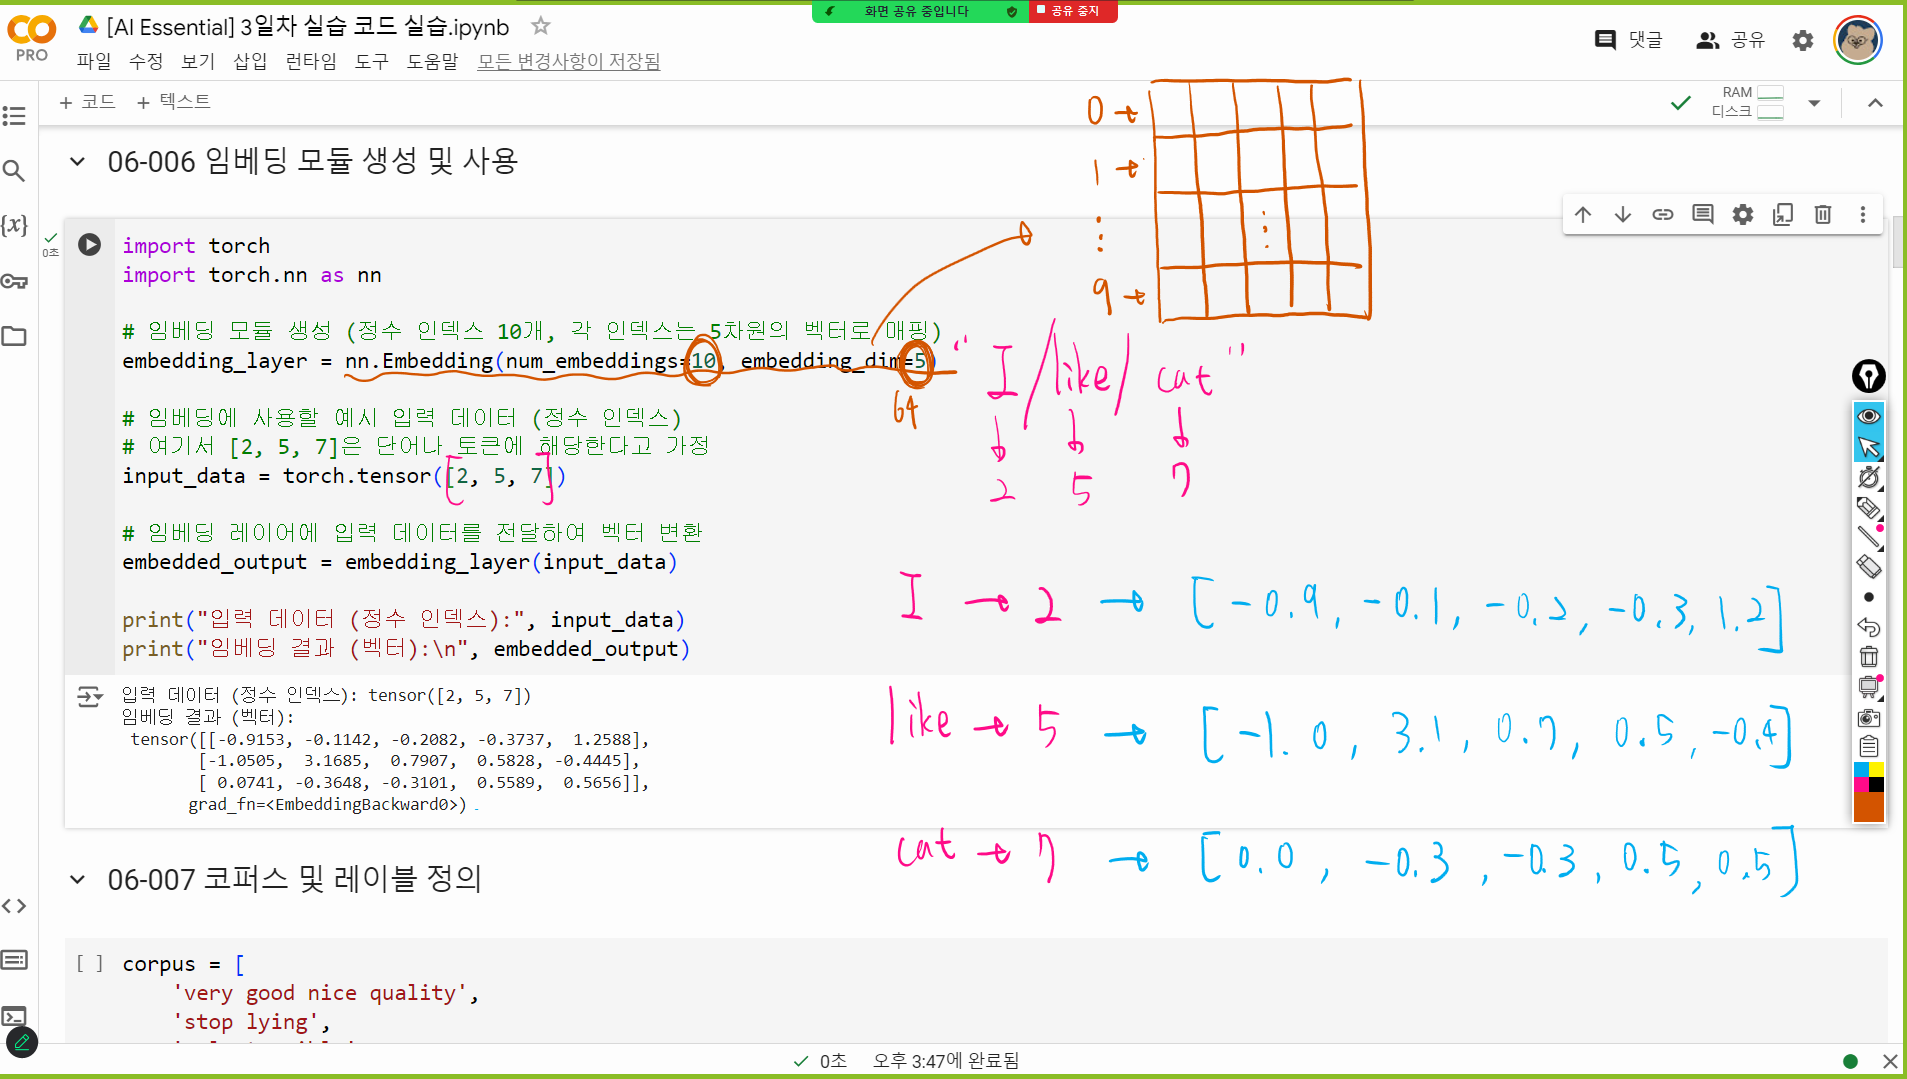 화면 공유 중입니다 공유 중지
CO PRO [AI Essential] 3일차 실습 코드 실습.ipynb
파일 수정 보기 삽입 런타임 도구 도움말 모든 변경사항이 저장됨
댓글 공유
+ 코드 + 텍스트
RAM
디스크
06-006 임베딩 모듈 생성 및 사용
0초
import torch
import torch.nn as nn
# 임베딩 모듈 생성 (정수 인덱스 10개, 각 인덱스는 5차원의 벡터로 매핑)
embedding_layer = nn.Embedding(num_embeddings=10, embedding_dim=5)
# 임베딩에 사용할 예시 입력 데이터 (정수 인덱스)
# 여기서 [2, 5, 7]은 단어나 토큰에 해당한다고 가정
input_data = torch.tensor([2, 5, 7])
# 임베딩 레이어에 입력 데이터를 전달하여 벡터 변환
embedded_output = embedding_layer(input_data)
print("입력 데이터 (정수 인덱스):", input_data)
print("임베딩 결과 (벡터):\n", embedded_output)
입력 데이터 (정수 인덱스): tensor([2, 5, 7])
임베딩 결과 (벡터):
tensor([[-0.9153, -0.1142, -0.2082, -0.3737, 1.2588],
[-1.0505, 3.1685, 0.7907, 0.5828, -0.4445],
[ 0.0741, -0.3648, -0.3101, 0.5589, 0.5656]],
grad_fn=<EmbeddingBackward0>)
0 →
1 →
⋮
9 →
64
" I / like / cat "
2 5 7
I → 2 → [-0.9, -0.1, -0.2, -0.3, 1.2]
like → 5 → [-1.0, 3.1, 0.7, 0.5, -0.4]
cat → 7 → [0.0, -0.3, -0.3, 0.5, 0.5]
06-007 코퍼스 및 레이블 정의
[ ] corpus = [
'very good nice quality',
'stop lying',
0초 오후 3:47에 완료됨